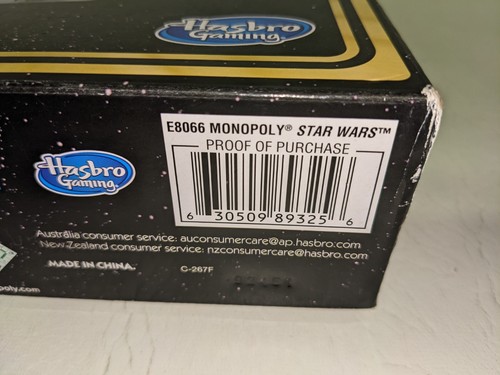 Hasbro
Gaming
E8066 MONOPOLY® STAR WARS™
PROOF OF PURCHASE
Hasbro
Gaming
6 30509 89325 6
Australia consumer service: auconsumercare@ap.hasbro.com
New Zealand consumer service: nzconsumercare@hasbro.com
MADE IN CHINA.
C-267F